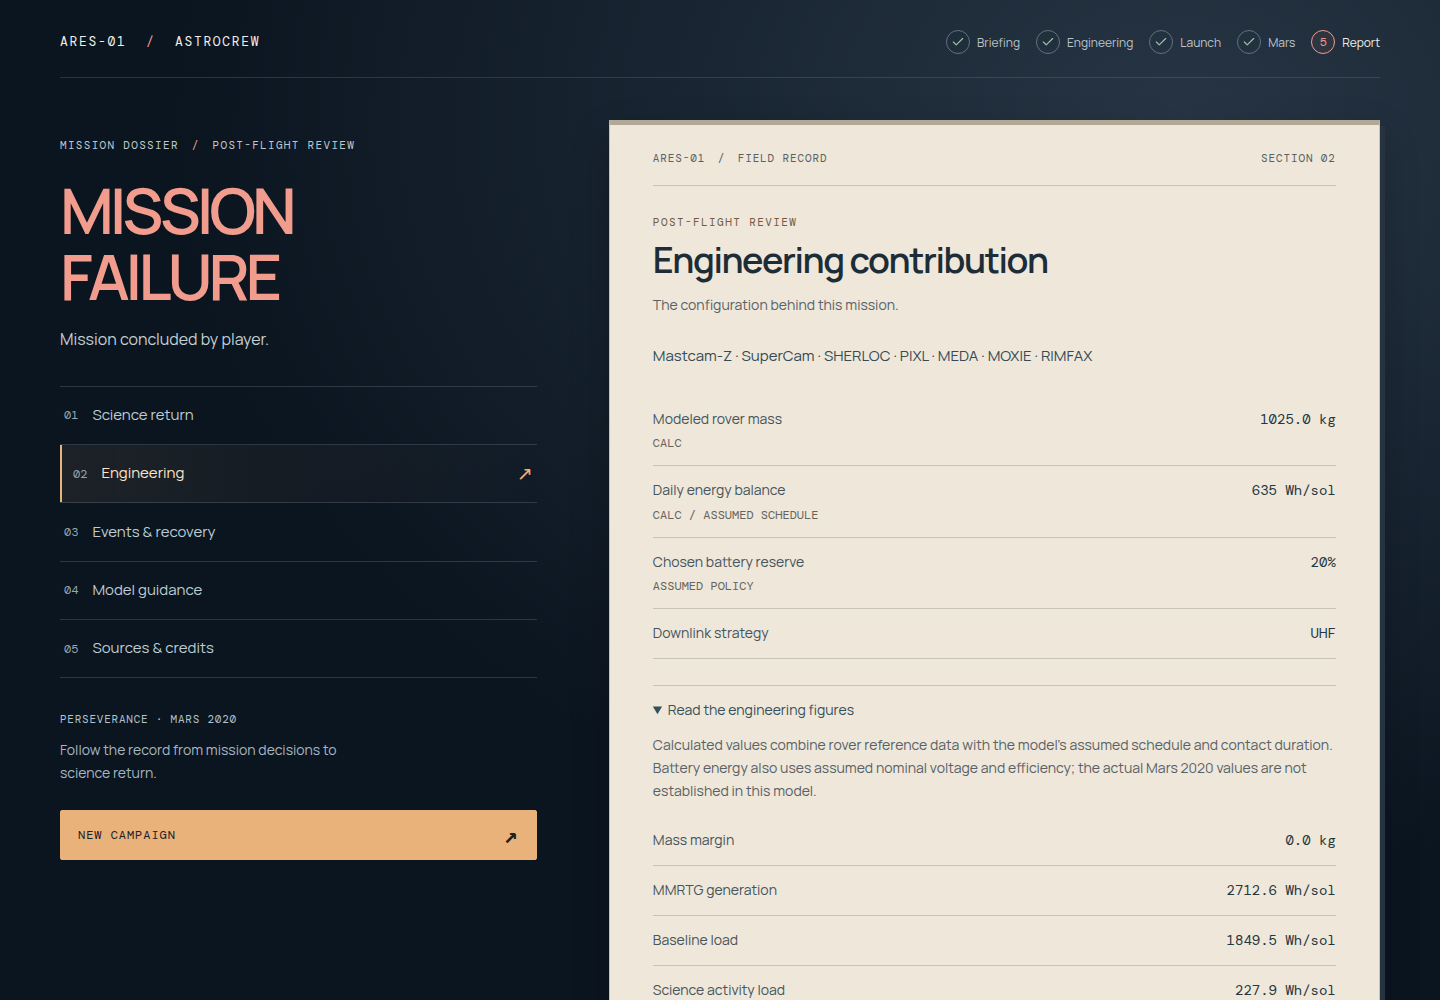 ARES-01 / ASTROCREW
Briefing
Engineering
Launch
Mars
5 Report
MISSION DOSSIER / POST-FLIGHT REVIEW
MISSION
FAILURE
Mission concluded by player.
01 Science return
02 Engineering ↗
03 Events & recovery
04 Model guidance
05 Sources & credits
PERSEVERANCE · MARS 2020
Follow the record from mission decisions to
science return.
NEW CAMPAIGN ↗
ARES-01 / FIELD RECORD SECTION 02
POST-FLIGHT REVIEW
Engineering contribution
The configuration behind this mission.
Mastcam-Z · SuperCam · SHERLOC · PIXL · MEDA · MOXIE · RIMFAX
Modeled rover mass 1025.0 kg
CALC
Daily energy balance 635 Wh/sol
CALC / ASSUMED SCHEDULE
Chosen battery reserve 20%
ASSUMED POLICY
Downlink strategy UHF
▼ Read the engineering figures
Calculated values combine rover reference data with the model's assumed schedule and contact duration.
Battery energy also uses assumed nominal voltage and efficiency; the actual Mars 2020 values are not
established in this model.
Mass margin 0.0 kg
MMRTG generation 2712.6 Wh/sol
Baseline load 1849.5 Wh/sol
Science activity load 227.9 Wh/sol